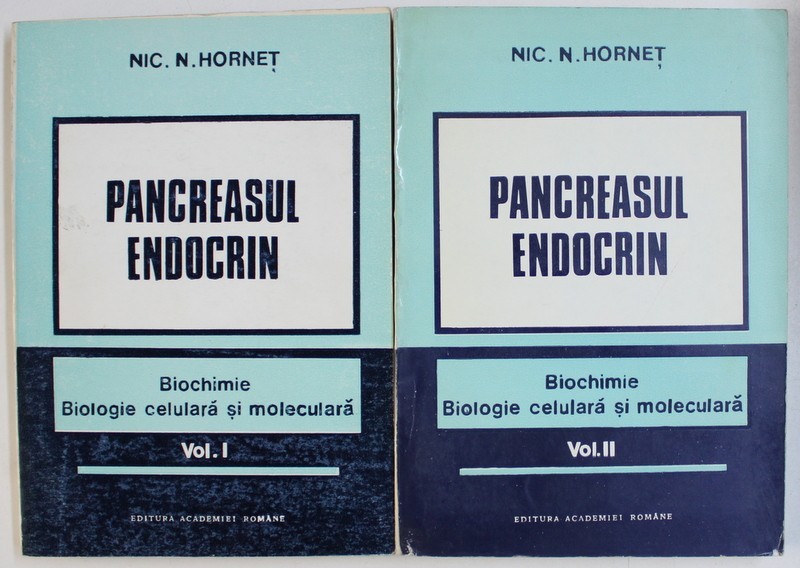 NIC. N. HORNEȚ
PANCREASUL
ENDOCRIN
Biochimie
Biologie celulară și moleculară
Vol. I
EDITURA ACADEMIEI ROMÂNE
NIC. N. HORNEȚ
PANCREASUL
ENDOCRIN
Biochimie
Biologie celulară și moleculară
Vol. II
EDITURA ACADEMIEI ROMÂNE